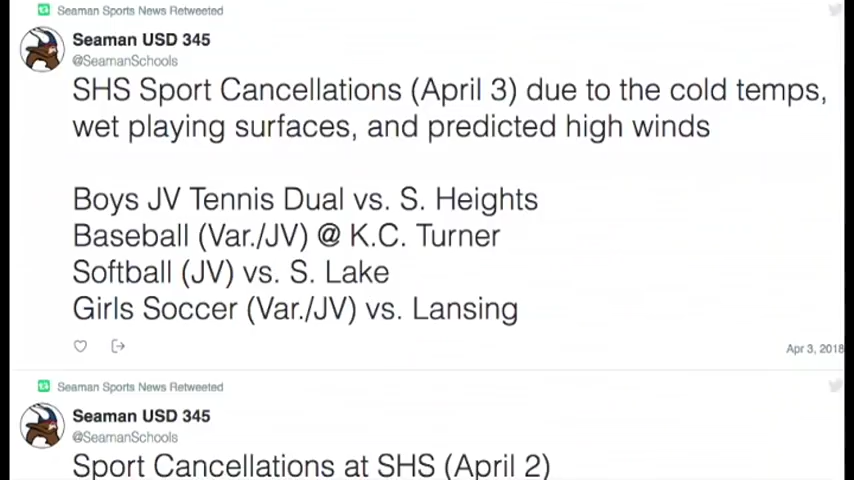 Seaman Sports News Retweeted
Seaman USD 345
@SeamanSchools
SHS Sport Cancellations (April 3) due to the cold temps,
wet playing surfaces, and predicted high winds
Boys JV Tennis Dual vs. S. Heights
Baseball (Var./JV) @ K.C. Turner
Softball (JV) vs. S. Lake
Girls Soccer (Var./JV) vs. Lansing
Apr 3, 2018
Seaman Sports News Retweeted
Seaman USD 345
@SeamanSchools
Sport Cancellations at SHS (April 2)